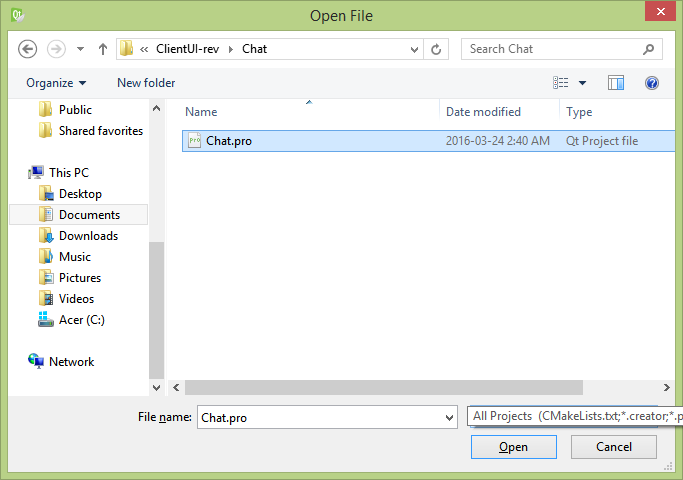 Open File
« ClientUI-rev Chat
Search Chat
Organize New folder
Name Date modified Type
Public
Shared favorites
This PC
Desktop
Documents
Downloads
Music
Pictures
Videos
Acer (C:)
Network
Chat.pro 2016-03-24 2:40 AM Qt Project file
File name: Chat.pro
All Projects (CMakeLists.txt;*.creator;*.p
Open Cancel